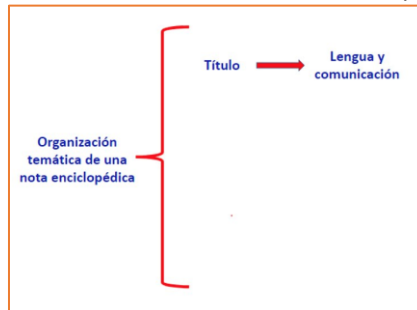 Título
Lengua y
comunicación
Organización
temática de una
nota enciclopédica